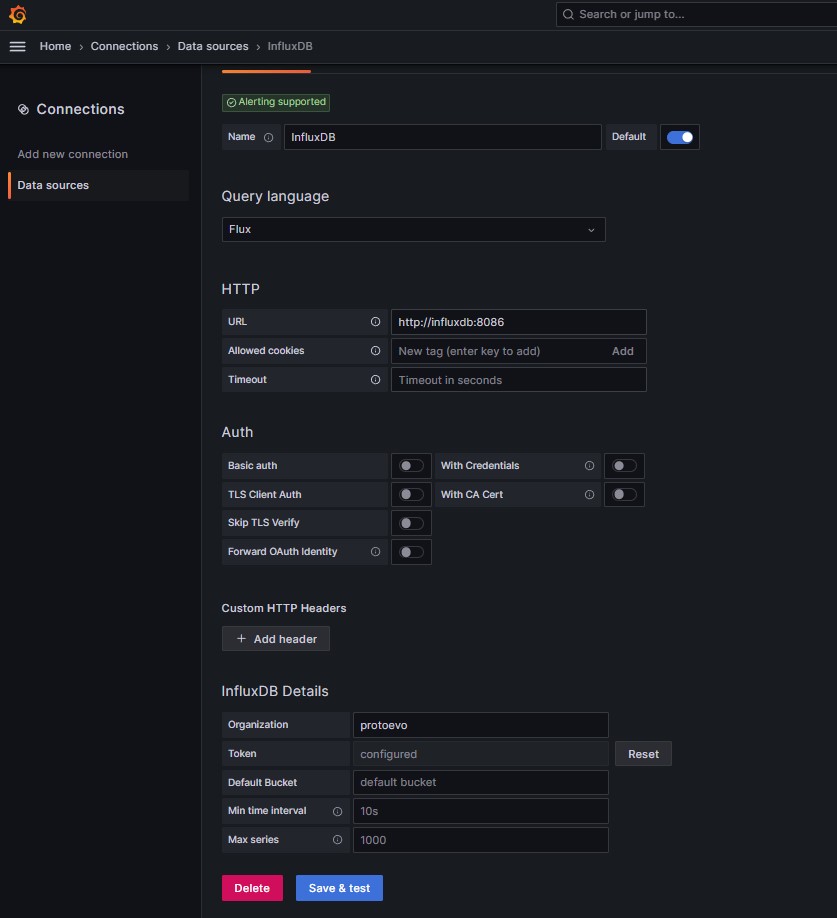 Search or jump to...
Home › Connections › Data sources › InfluxDB
Connections
Add new connection
Data sources
Alerting supported
Name InfluxDB Default
Query language
Flux
HTTP
URL http://influxdb:8086
Allowed cookies New tag (enter key to add) Add
Timeout Timeout in seconds
Auth
Basic auth With Credentials
TLS Client Auth With CA Cert
Skip TLS Verify
Forward OAuth Identity
Custom HTTP Headers
+ Add header
InfluxDB Details
Organization protoevo
Token configured Reset
Default Bucket default bucket
Min time interval 10s
Max series 1000
Delete Save & test